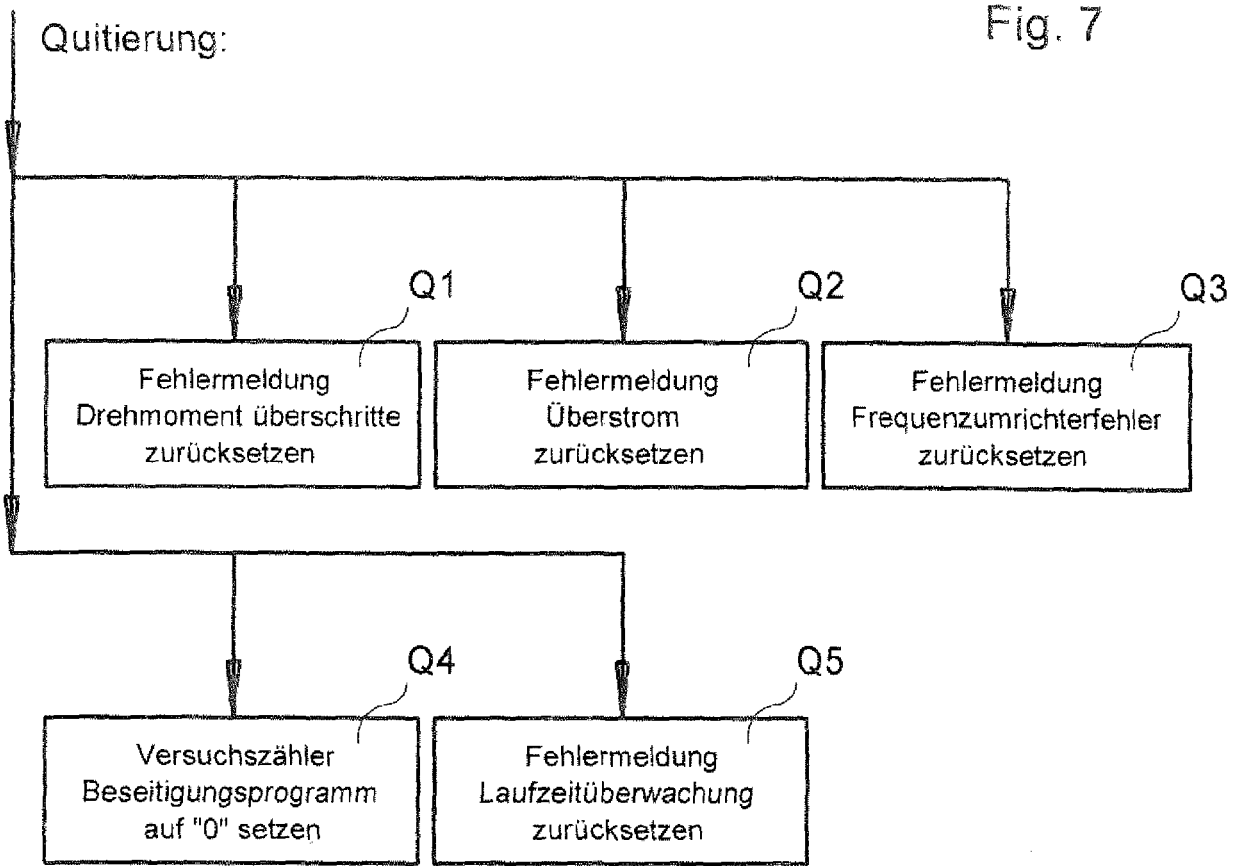 Quitierung:
Fig. 7
Q1
Q2
Q3
Fehlermeldung
Drehmoment überschritte
zurücksetzen
Fehlermeldung
Überstrom
zurücksetzen
Fehlermeldung
Frequenzumrichterfehler
zurücksetzen
Q4
Q5
Versuchszähler
Beseitigungsprogramm
auf "0" setzen
Fehlermeldung
Laufzeitüberwachung
zurücksetzen